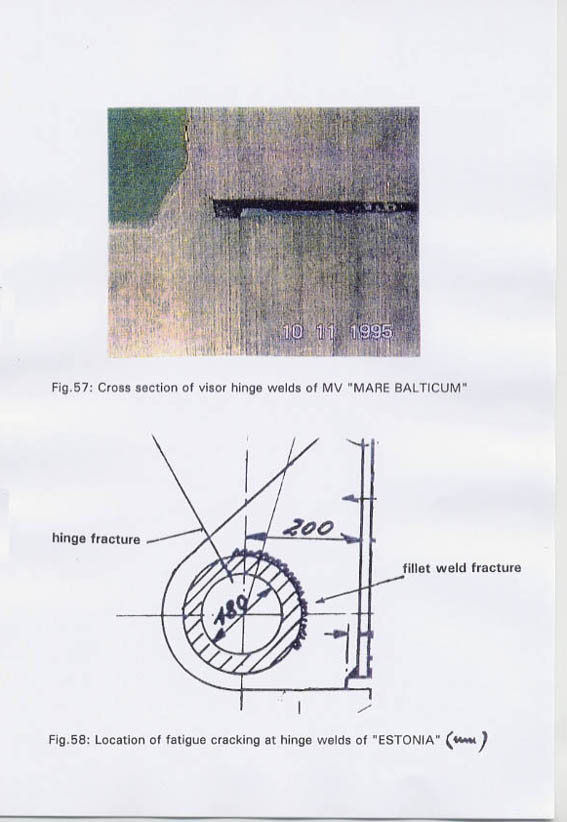 10 11 1995
Fig.57: Cross section of visor hinge welds of MV "MARE BALTICUM"
200
hinge fracture
fillet weld fracture
180
Fig.58: Location of fatigue cracking at hinge welds of "ESTONIA"